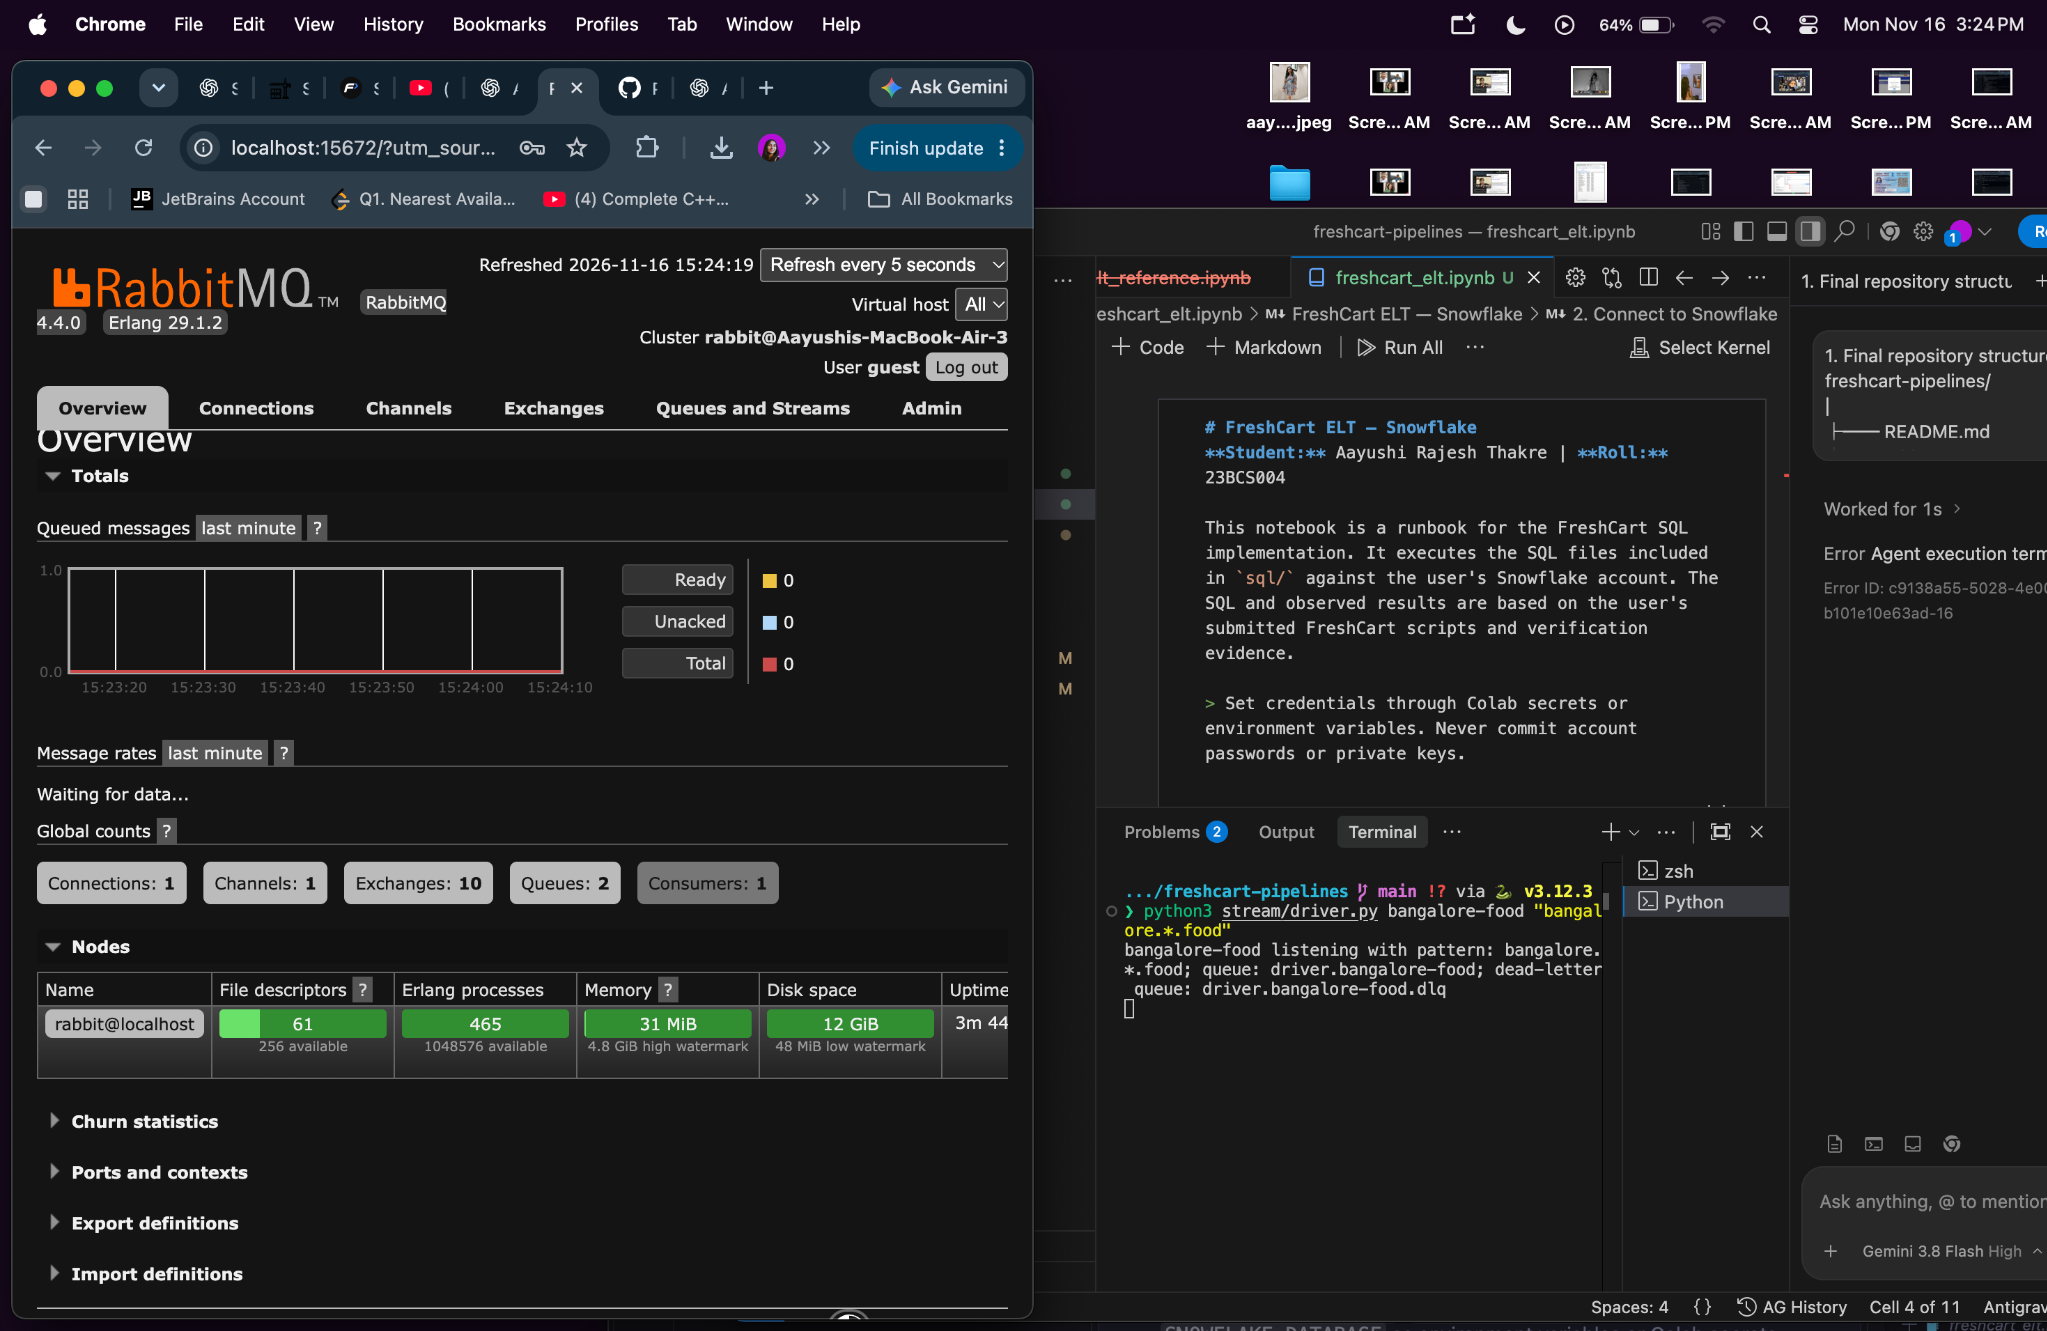 Chrome File Edit View History Bookmarks Profiles Tab Window Help
64% Mon Nov 16 3:24 PM
Ask Gemini
localhost:15672/?utm_sour...
Finish update
JetBrains Account
Q1. Nearest Availa...
(4) Complete C++...
All Bookmarks
RabbitMQ TM RabbitMQ 4.4.0 Erlang 29.1.2
Refreshed 2026-11-16 15:24:19 Refresh every 5 seconds
Virtual host All
Cluster rabbit@Aayushis-MacBook-Air-3
User guest Log out
Overview Connections Channels Exchanges Queues and Streams Admin
Overview
Totals
Queued messages last minute ?
1.0
0.0
15:23:20 15:23:30 15:23:40 15:23:50 15:24:00 15:24:10
Ready 0
Unacked 0
Total 0
Message rates last minute ?
Waiting for data...
Global counts ?
Connections: 1 Channels: 1 Exchanges: 10 Queues: 2 Consumers: 1
Nodes
Name File descriptors ? Erlang processes Memory ? Disk space Uptime
rabbit@localhost 61 465 31 MiB 12 GiB 3m 44
256 available 1048576 available 4.8 GiB high watermark 48 MiB low watermark
Churn statistics
Ports and contexts
Export definitions
Import definitions
aay....jpeg Scre... AM Scre... AM Scre... AM Scre... PM Scre... AM Scre... PM Scre... AM
freshcart-pipelines — freshcart_elt.ipynb
1
lt_reference.ipynb freshcart_elt.ipynb U
eshcart_elt.ipynb > M↓ FreshCart ELT — Snowflake > M↓ 2. Connect to Snowflake
+ Code + Markdown Run All ... Select Kernel
# FreshCart ELT — Snowflake
**Student:** Aayushi Rajesh Thakre | **Roll:**
23BCS004
This notebook is a runbook for the FreshCart SQL
implementation. It executes the SQL files included
in `sql/` against the user's Snowflake account. The
SQL and observed results are based on the user's
submitted FreshCart scripts and verification
evidence.
> Set credentials through Colab secrets or
environment variables. Never commit account
passwords or private keys.
M
M
Problems 2 Output Terminal ...
zsh
Python
.../freshcart-pipelines main !? via v3.12.3
❯ python3 stream/driver.py bangalore-food "bangal
ore.*.food"
bangalore-food listening with pattern: bangalore.
*.food; queue: driver.bangalore-food; dead-letter
queue: driver.bangalore-food.dlq
1. Final repository structu
1. Final repository structure
freshcart-pipelines/
|
├── README.md
Worked for 1s >
Error Agent execution term
Error ID: c9138a55-5028-4e00
b101e10e63ad-16
Ask anything, @ to mention
+ Gemini 3.8 Flash High
Spaces: 4 {} AG History Cell 4 of 11 Antigrav